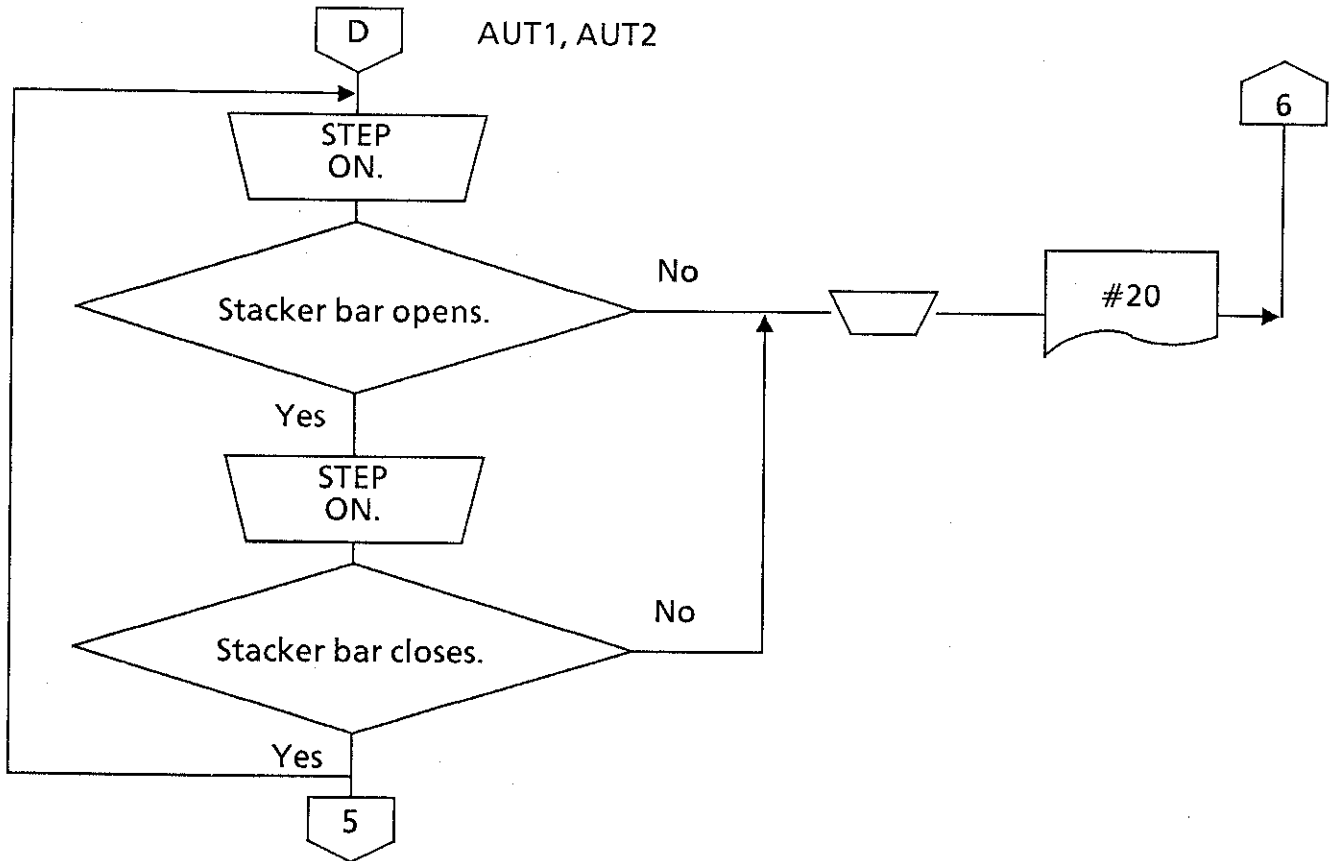 D
AUT1, AUT2
6
STEP
ON.
No
Stacker bar opens.
#20
Yes
STEP
ON.
No
Stacker bar closes.
Yes
5